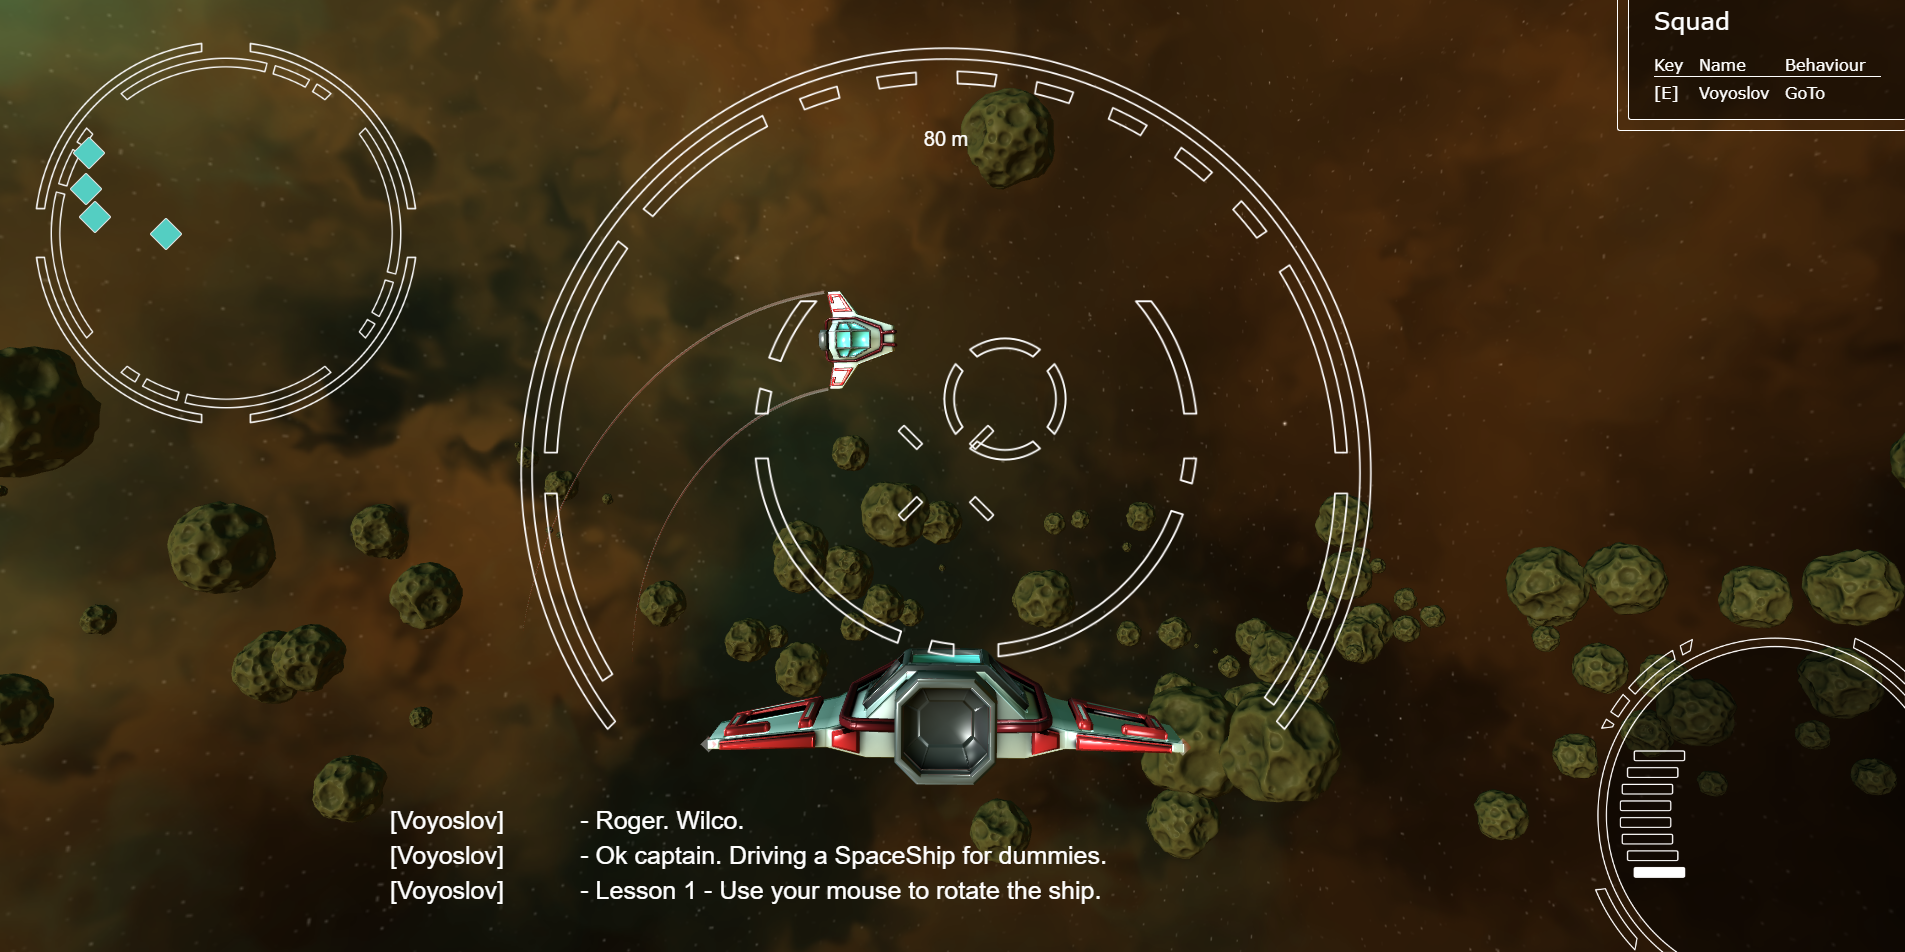 Squad
Key Name Behaviour
[E] Voyoslov GoTo
80 m
[Voyoslov] - Roger. Wilco.
[Voyoslov] - Ok captain. Driving a SpaceShip for dummies.
[Voyoslov] - Lesson 1 - Use your mouse to rotate the ship.